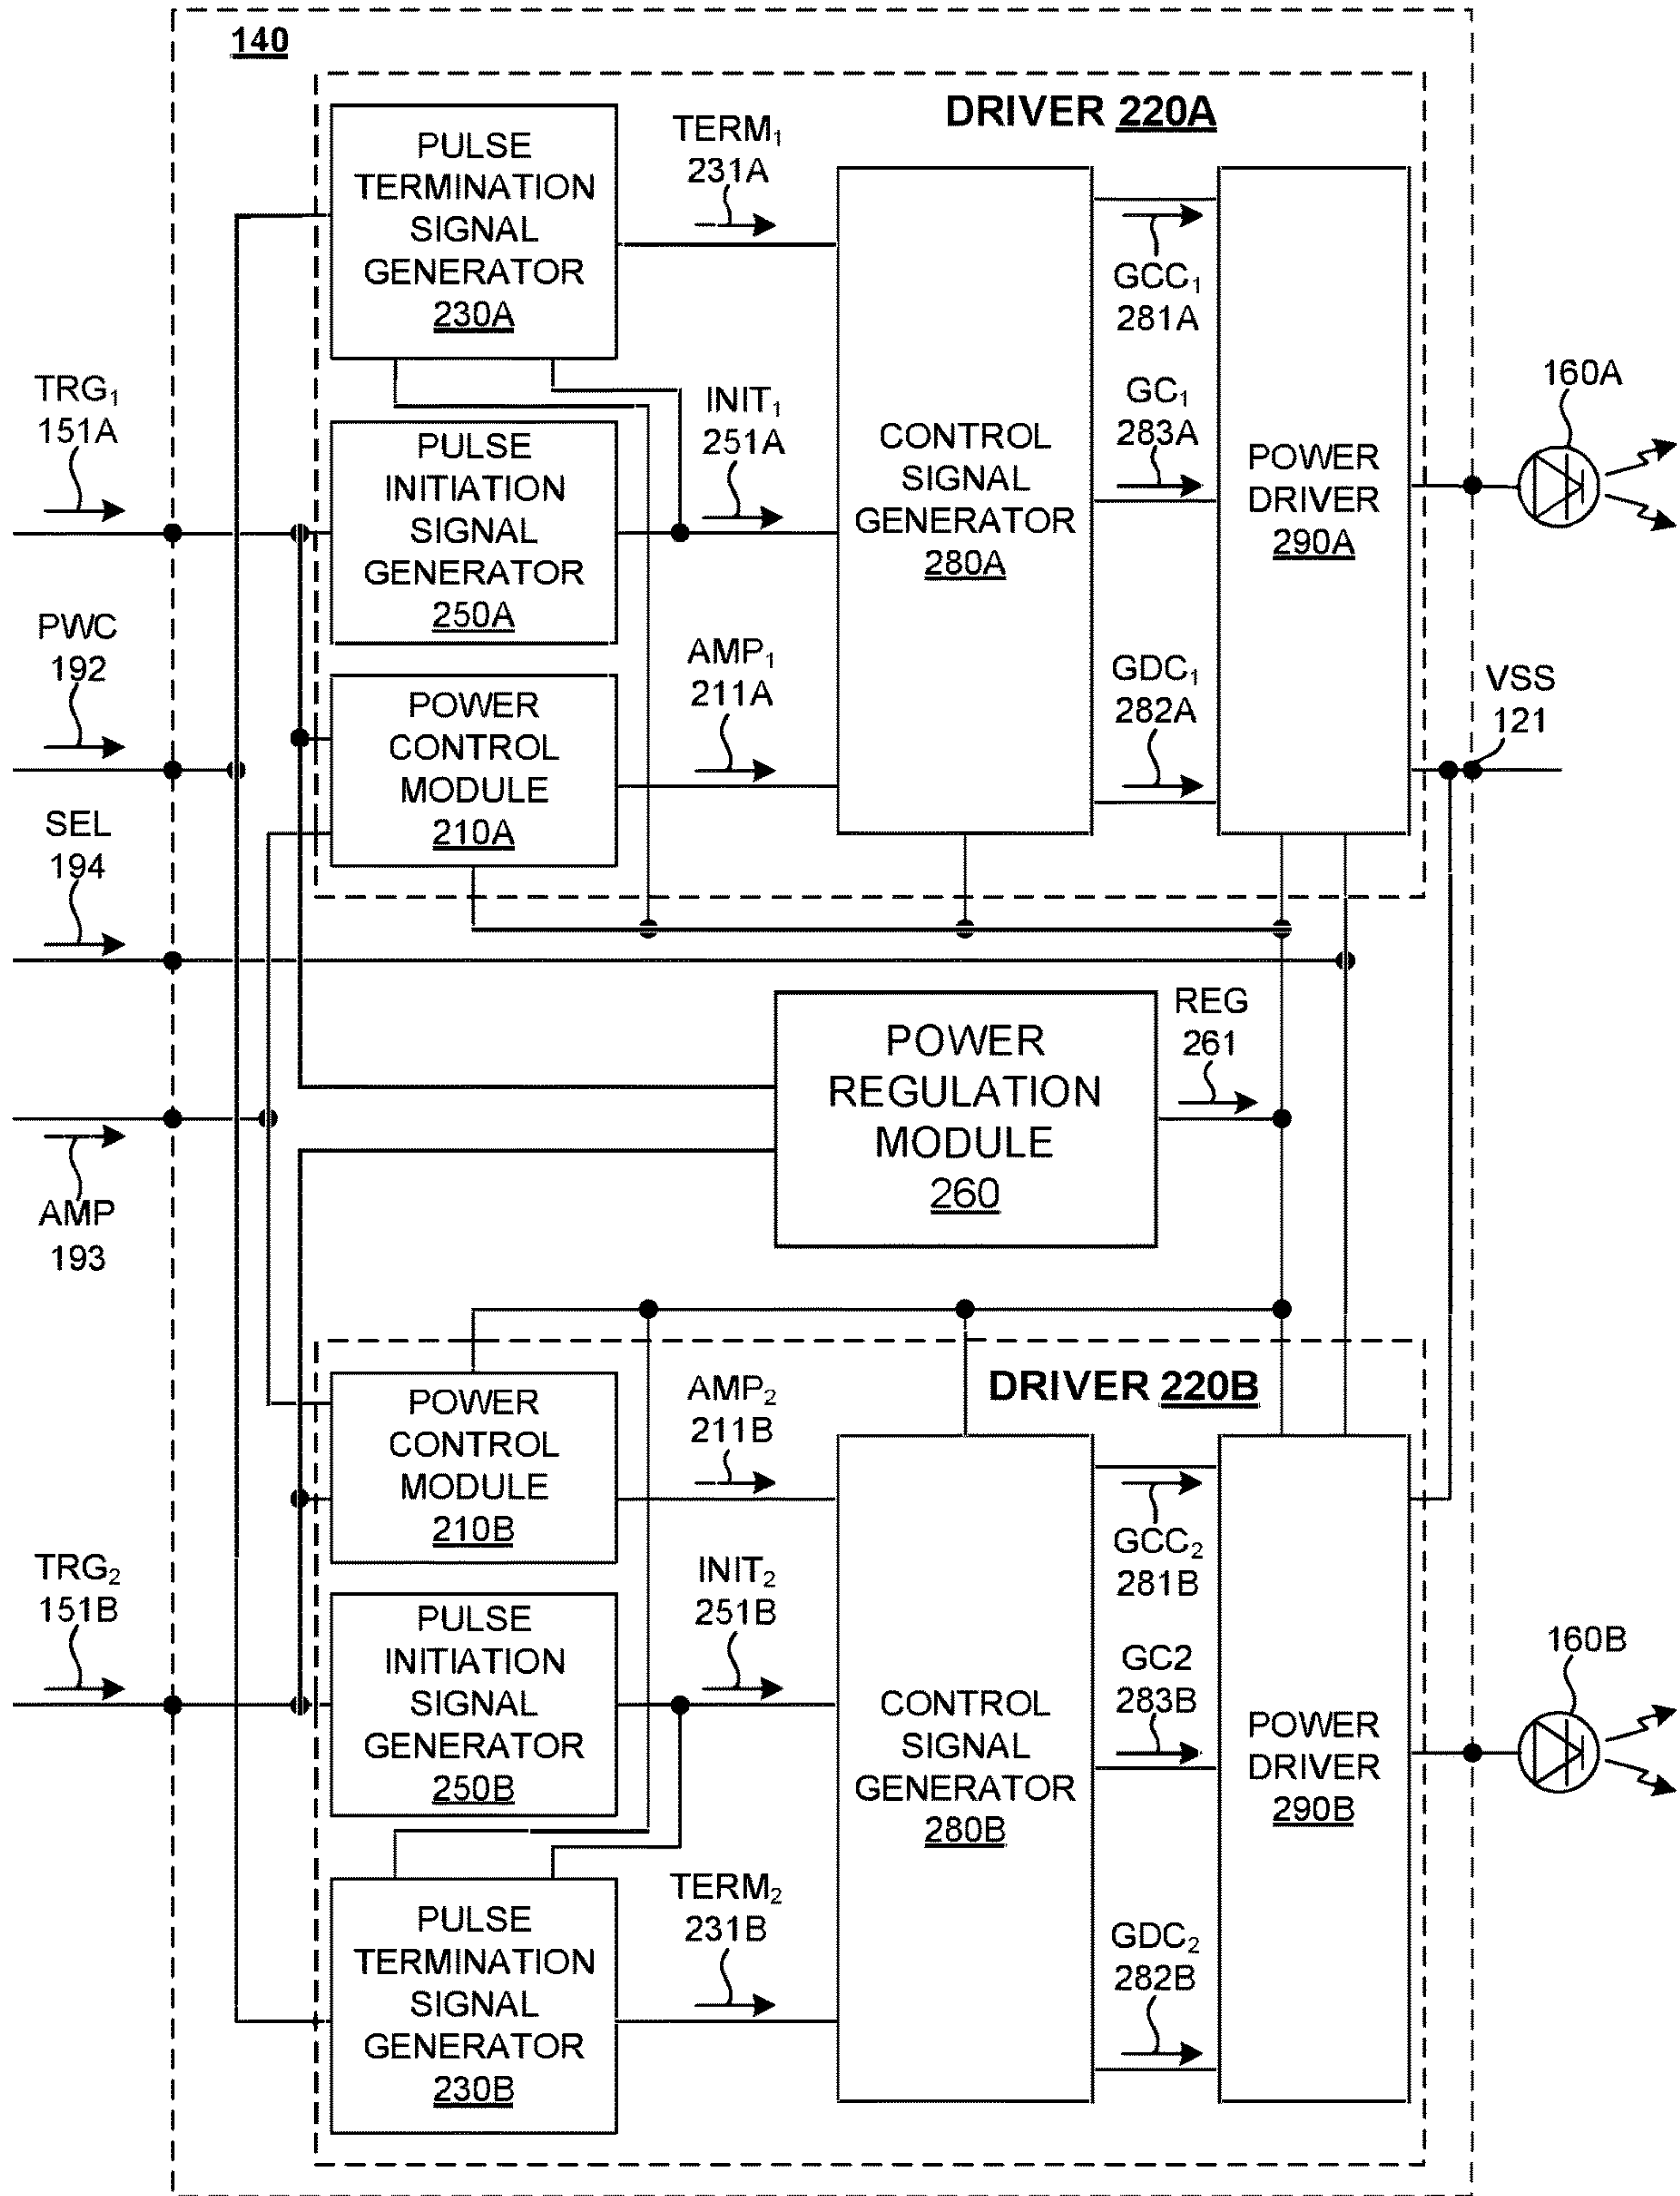 140
DRIVER 220A
PULSE
TERMINATION
SIGNAL
GENERATOR
230A
TERM₁
231A
GCC₁
281A
TRG₁
151A
PULSE
INITIATION
SIGNAL
GENERATOR
250A
INIT₁
251A
CONTROL
SIGNAL
GENERATOR
280A
GC₁
283A
POWER
DRIVER
290A
160A
PWC
192
POWER
CONTROL
MODULE
210A
AMP₁
211A
GDC₁
282A
VSS
121
SEL
194
POWER
REGULATION
MODULE
260
REG
261
AMP
193
DRIVER 220B
POWER
CONTROL
MODULE
210B
AMP₂
211B
GCC₂
281B
TRG₂
151B
PULSE
INITIATION
SIGNAL
GENERATOR
250B
INIT₂
251B
CONTROL
SIGNAL
GENERATOR
280B
GC2
283B
POWER
DRIVER
290B
160B
PULSE
TERMINATION
SIGNAL
GENERATOR
230B
TERM₂
231B
GDC₂
282B